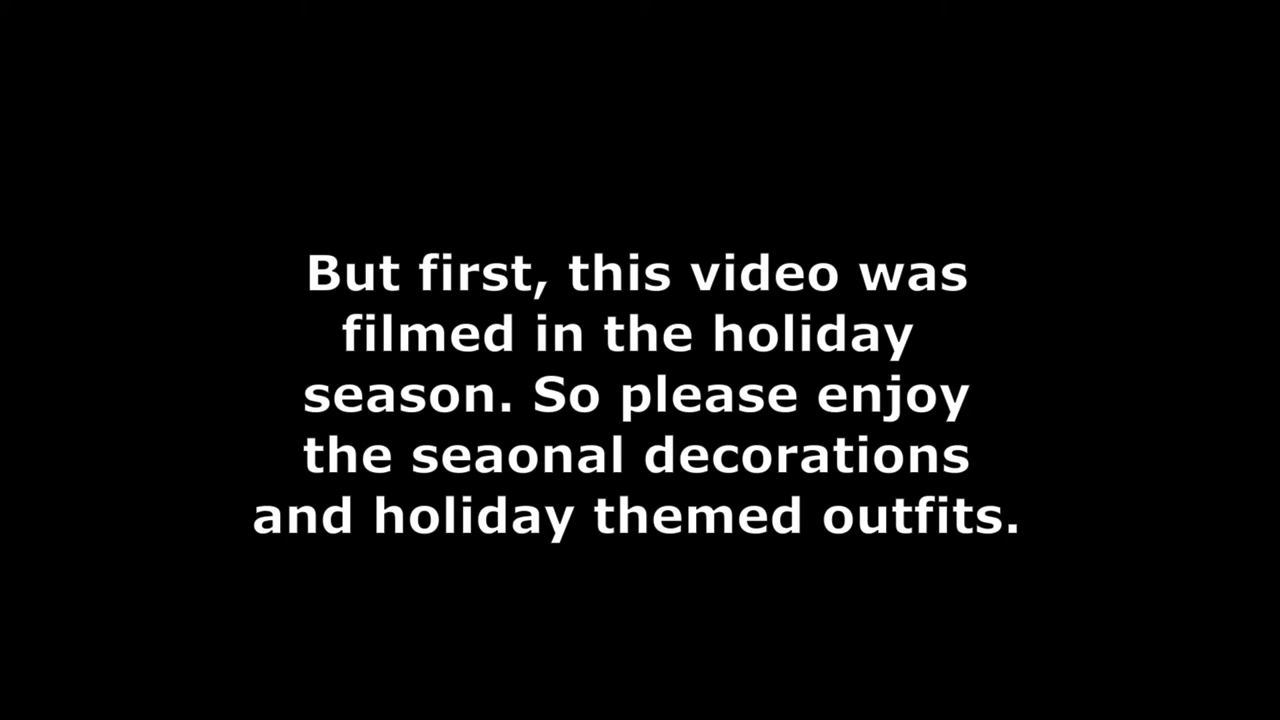 But first, this video was
filmed in the holiday
season. So please enjoy
the seaonal decorations
and holiday themed outfits.